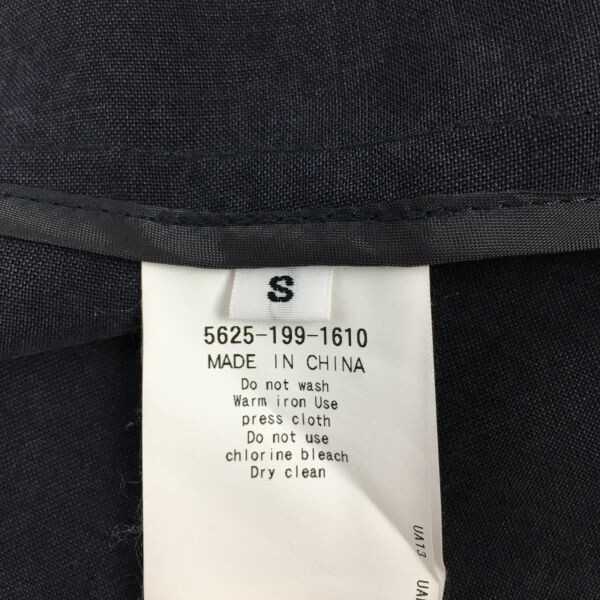 S
5625-199-1610
MADE IN CHINA
Do not wash
Warm iron Use
press cloth
Do not use
chlorine bleach
Dry clean
UA13